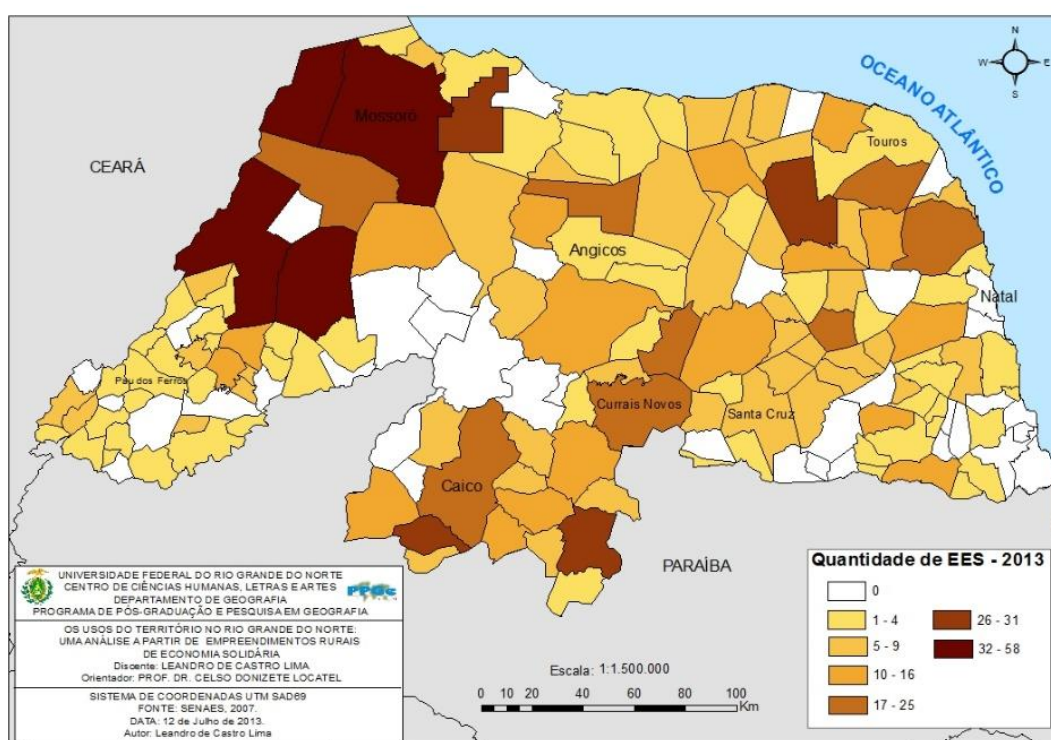 N
W E
S
OCEANO ATLÂNTICO
CEARÁ
Mossoró
Touros
Angicos
Natal
Pau dos Ferros
Currais Novos
Santa Cruz
Caico
PARAÍBA
UNIVERSIDADE FEDERAL DO RIO GRANDE DO NORTE
CENTRO DE CIÊNCIAS HUMANAS, LETRAS E ARTES
DEPARTAMENTO DE GEOGRAFIA
PROGRAMA DE PÓS-GRADUAÇÃO E PESQUISA EM GEOGRAFIA
PPGe
OS USOS DO TERRITÓRIO NO RIO GRANDE DO NORTE:
UMA ANÁLISE A PARTIR DE EMPREENDIMENTOS RURAIS
DE ECONOMIA SOLIDÁRIA
Discente: LEANDRO DE CASTRO LIMA
Orientador: PROF. DR. CELSO DONIZETE LOCATEL
SISTEMA DE COORDENADAS UTM SAD69
FONTE: SENAES, 2007.
DATA: 12 de Julho de 2013.
Autor: Leandro de Castro Lima
Escala: 1:1.500.000
0 10 20 40 60 80 100
Km
Quantidade de EES - 2013
0
1 - 4
5 - 9
10 - 16
17 - 25
26 - 31
32 - 58